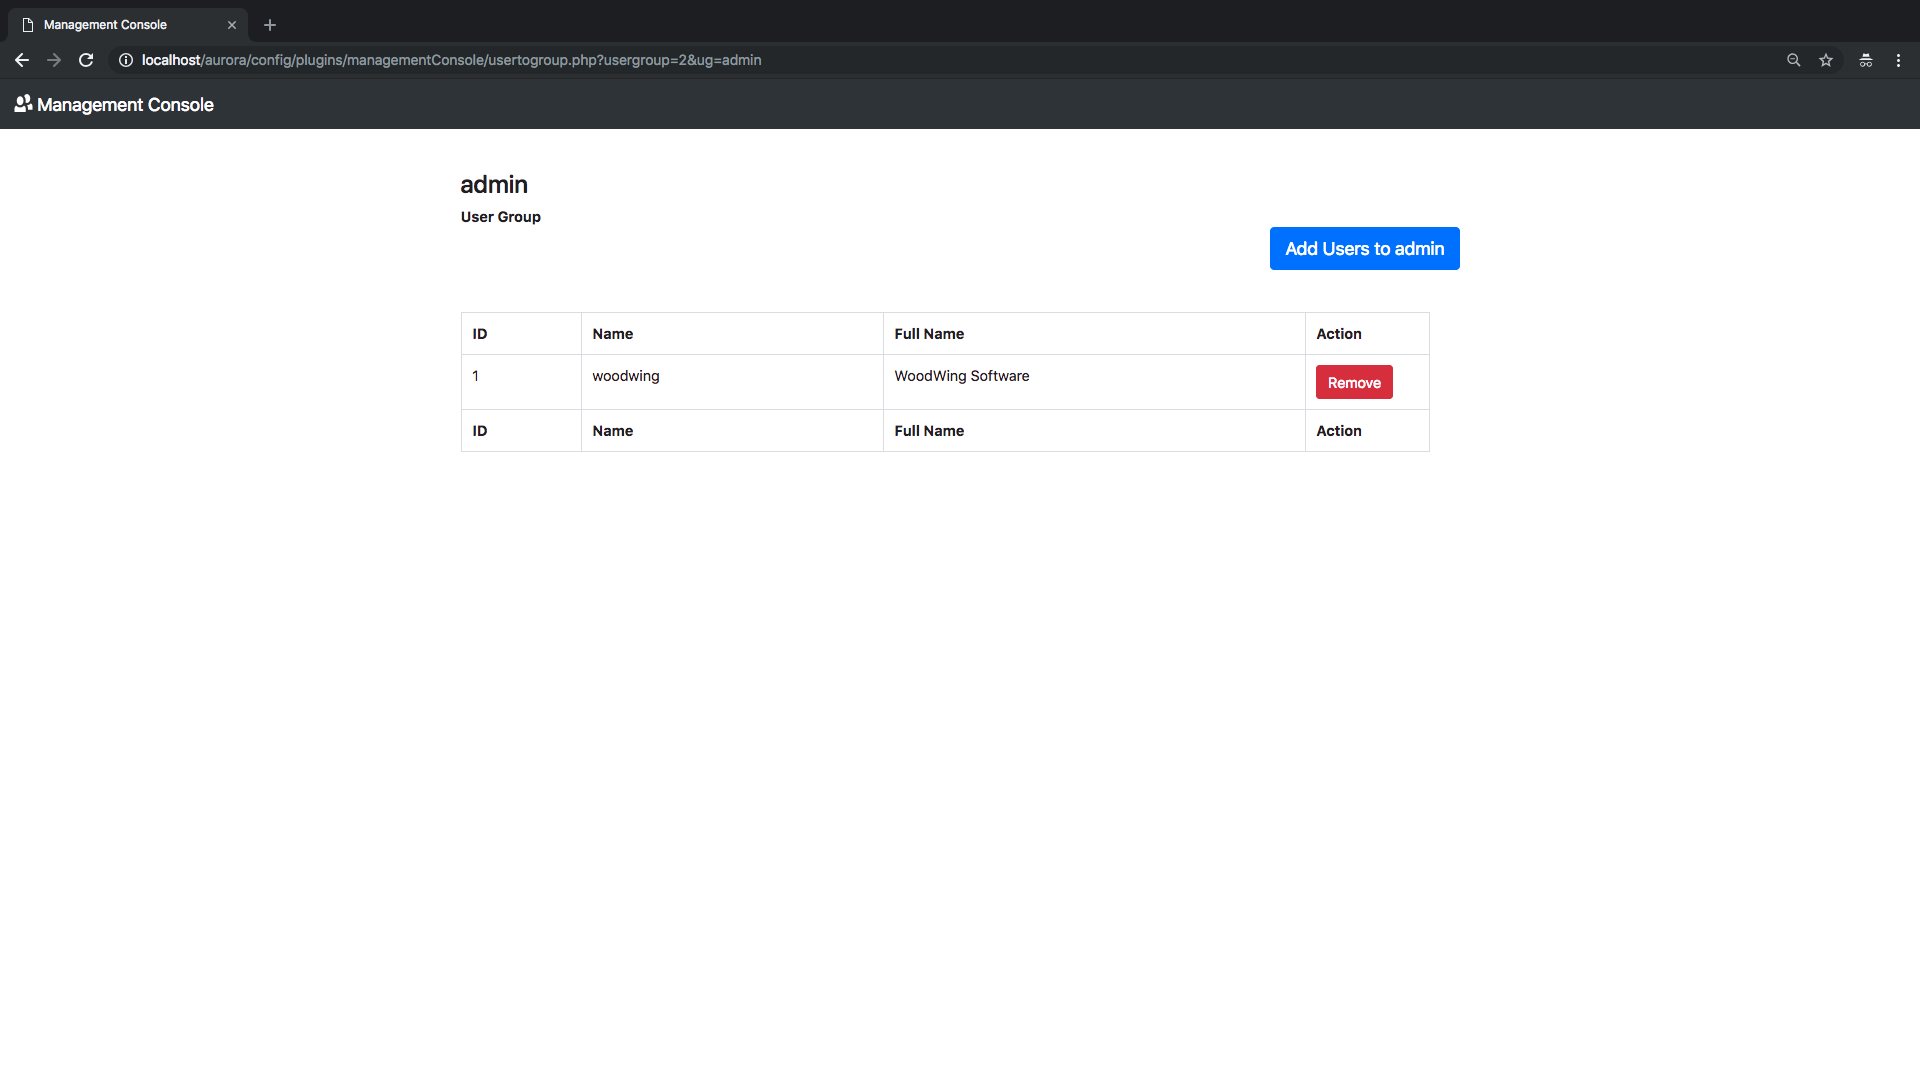 Management Console
localhost/aurora/config/plugins/managementConsole/usertogroup.php?usergroup=2&ug=admin
Management Console
admin
User Group
Add Users to admin
ID Name Full Name Action
1 woodwing WoodWing Software Remove
ID Name Full Name Action